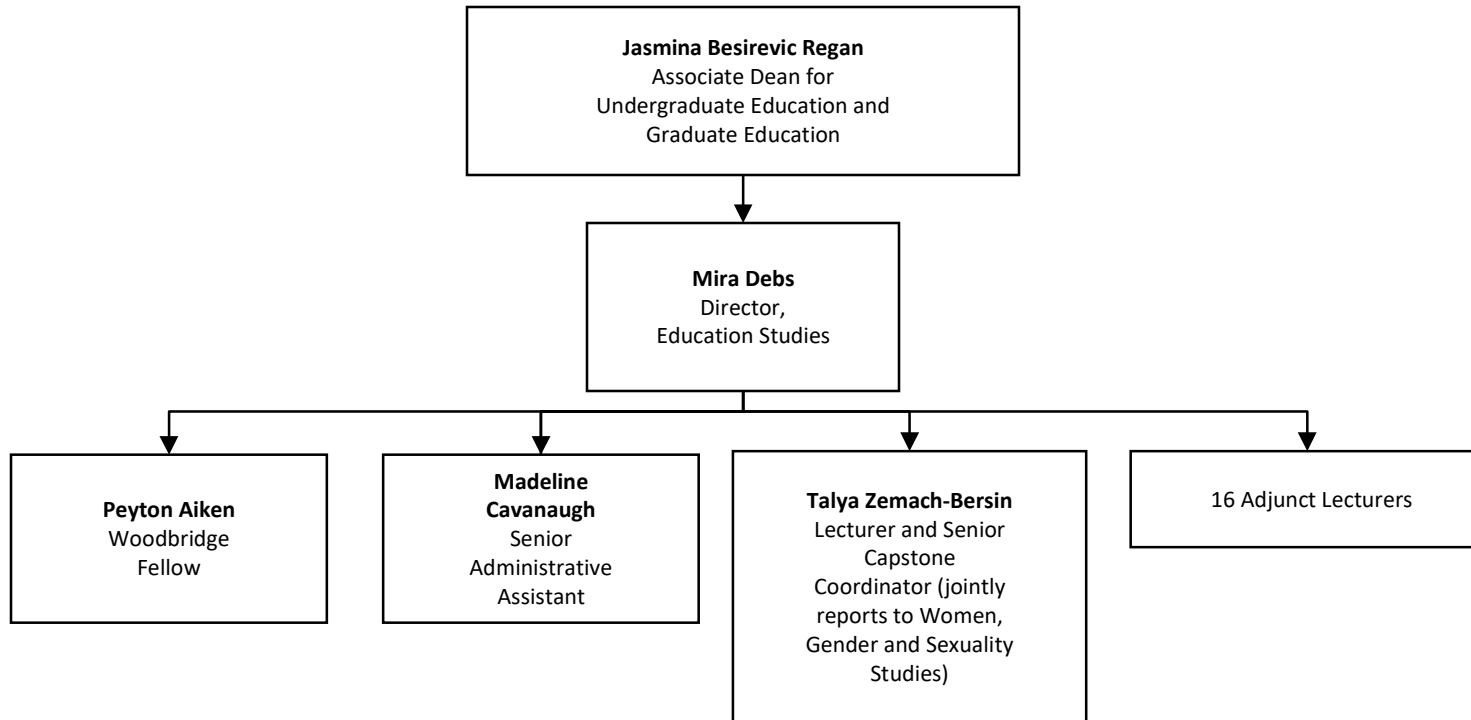 Jasmina Besirevic Regan
Associate Dean for
Undergraduate Education and
Graduate Education
Mira Debs
Director,
Education Studies
Peyton Aiken
Woodbridge
Fellow
Madeline
Cavanaugh
Senior
Administrative
Assistant
Talya Zemach-Bersin
Lecturer and Senior
Capstone
Coordinator (jointly
reports to Women,
Gender and Sexuality
Studies)
16 Adjunct Lecturers